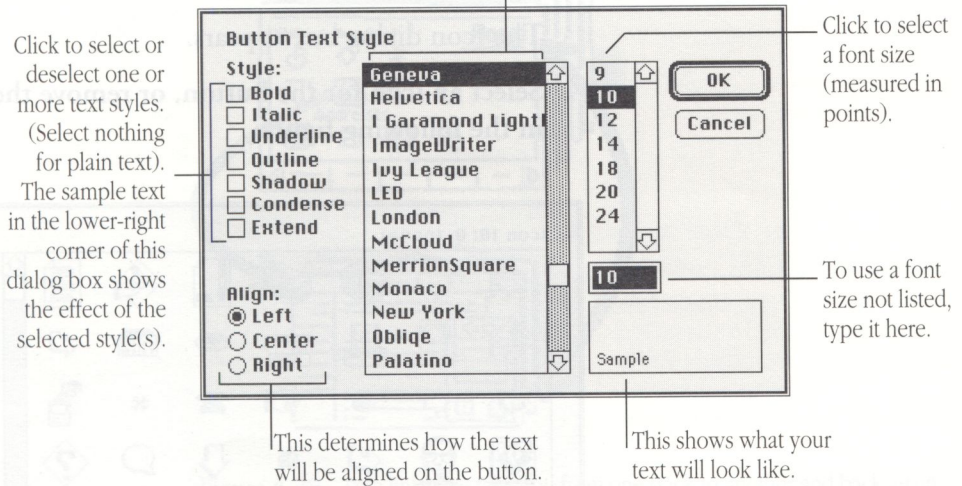 Click to select or
deselect one or
more text styles.
(Select nothing
for plain text).
The sample text
in the lower-right
corner of this
dialog box shows
the effect of the
selected style(s).
Button Text Style
Style:
Bold
Italic
Underline
Outline
Shadow
Condense
Extend
Align:
Left
Center
Right
Geneva
Helvetica
I Garamond Lightl
ImageWriter
Ivy League
LED
London
McCloud
MerrionSquare
Monaco
New York
Oblique
Palatino
9
10
12
14
18
20
24
10
Sample
OK
Cancel
Click to select
a font size
(measured in
points).
To use a font
size not listed,
type it here.
This determines how the text
will be aligned on the button.
This shows what your
text will look like.